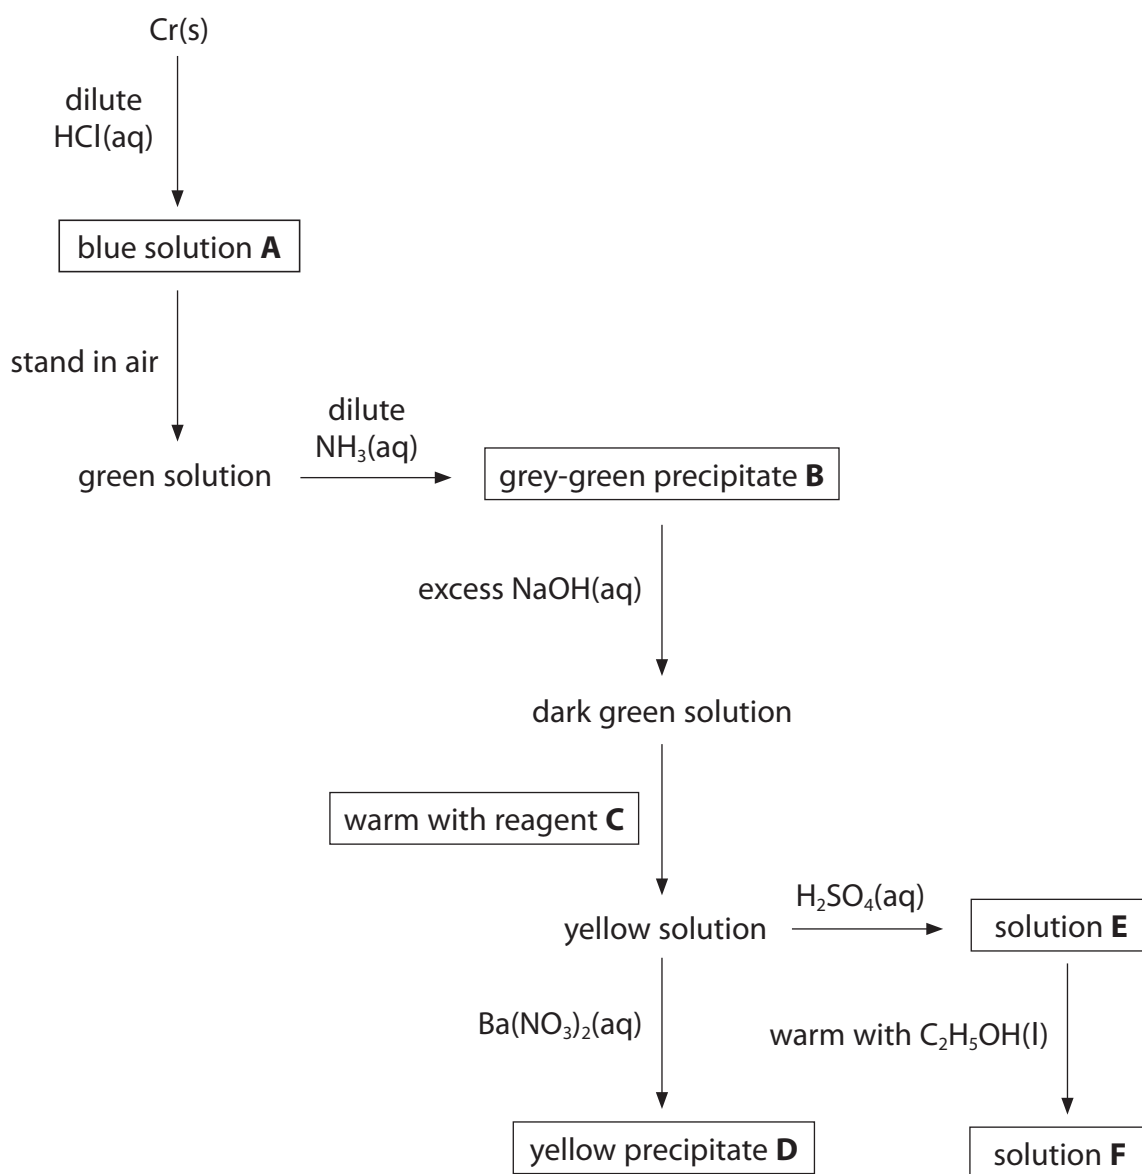 Cr(s)
dilute
HCl(aq)
blue solution A
stand in air
dilute
NH₃(aq)
green solution
grey-green precipitate B
excess NaOH(aq)
dark green solution
warm with reagent C
H₂SO₄(aq)
yellow solution
solution E
Ba(NO₃)₂(aq)
warm with C₂H₅OH(l)
yellow precipitate D
solution F